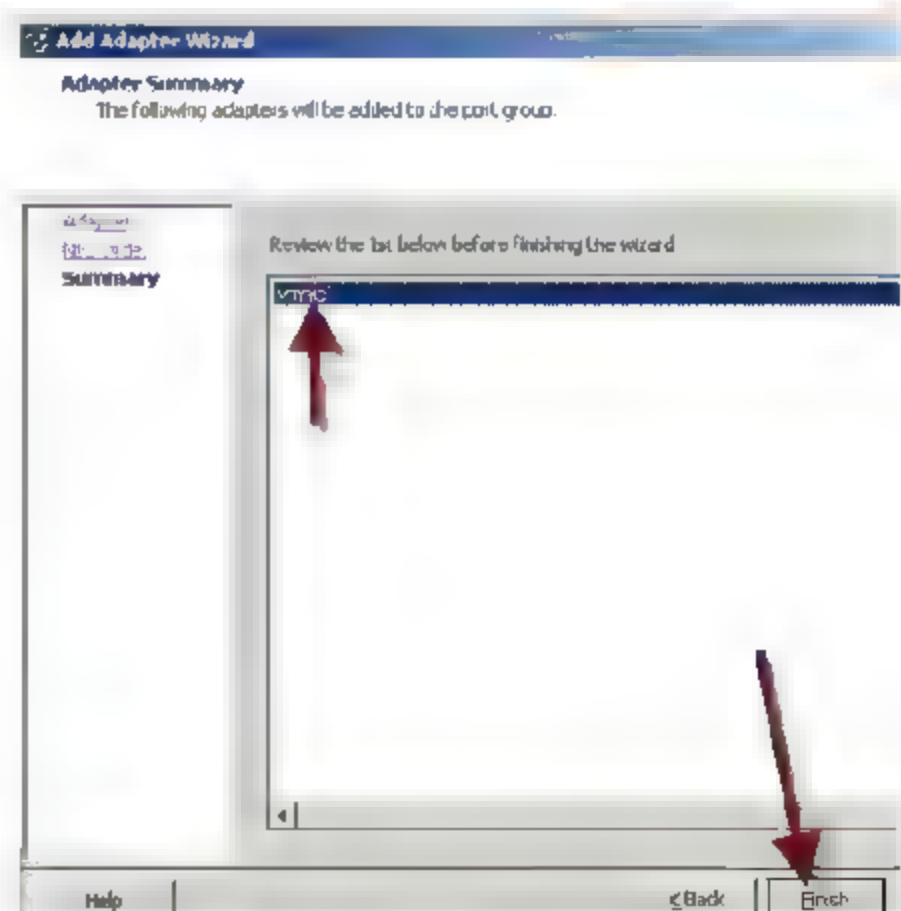 Add Adapter Wizard
Adapter Summary
The following adapters will be added to the port group.
Review the list below before finishing the wizard
Summary
Help
< Back
Finish